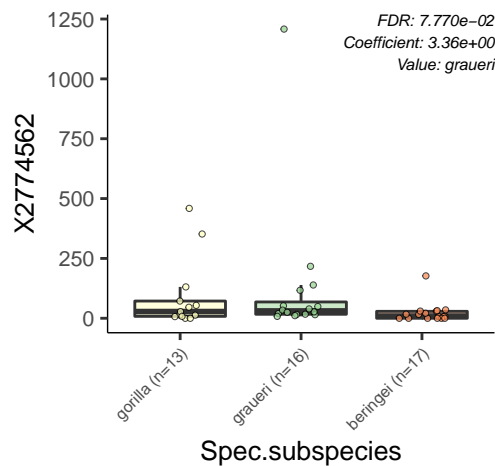 FDR: 7.770e-02
Coefficient: 3.36e+00
Value: graueri
1250
1000
750
500
250
0
X2774562
gorilla (n=13)
graueri (n=16)
beringei (n=17)
Spec.subspecies